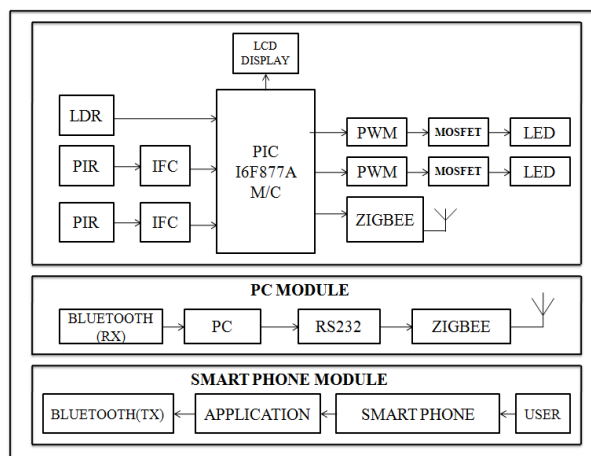 LCD
DISPLAY
LDR
PIC
I6F877A
M/C
PWM
MOSFET
LED
PIR
IFC
PWM
MOSFET
LED
PIR
IFC
ZIGBEE
PC MODULE
BLUETOOTH
(RX)
PC
RS232
ZIGBEE
SMART PHONE MODULE
BLUETOOTH(TX)
APPLICATION
SMART PHONE
USER